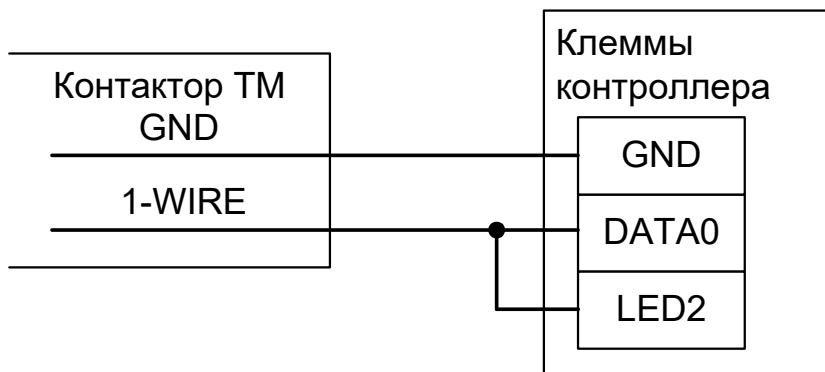 Клеммы
контроллера
Контактор ТМ
GND
1-WIRE
GND
DATA0
LED2